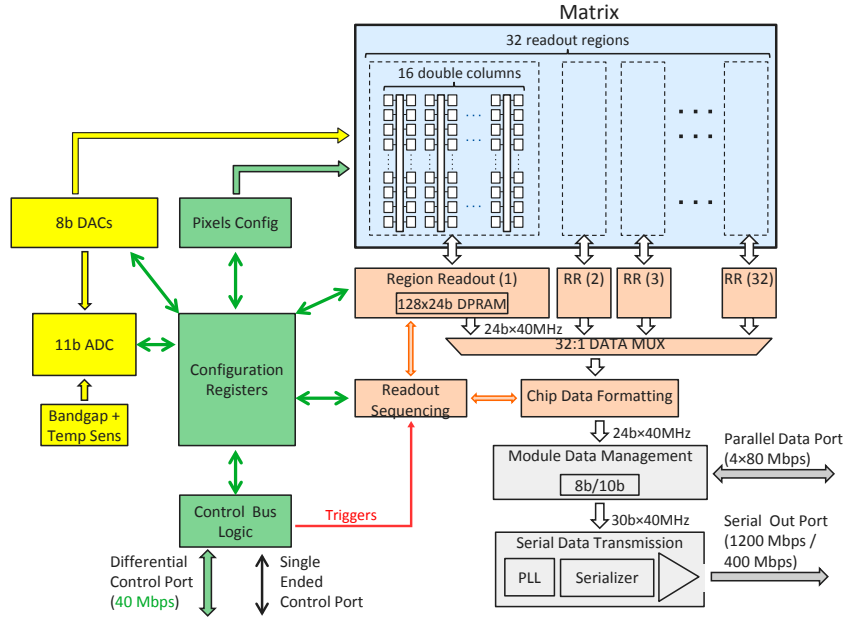 Matrix
32 readout regions
16 double columns
8b DACs
Pixels Config
Region Readout (1)
128x24b DPRAM
RR (2)
RR (3)
RR (32)
24b×40MHz
32:1 DATA MUX
11b ADC
Configuration
Registers
Bandgap +
Temp Sens
Readout
Sequencing
Chip Data Formatting
24b×40MHz
Module Data Management
8b/10b
Parallel Data Port
(4×80 Mbps)
30b×40MHz
Control Bus
Logic
Triggers
Serial Data Transmission
PLL
Serializer
Serial Out Port
(1200 Mbps /
400 Mbps)
Differential
Control Port
(40 Mbps)
Single
Ended
Control Port